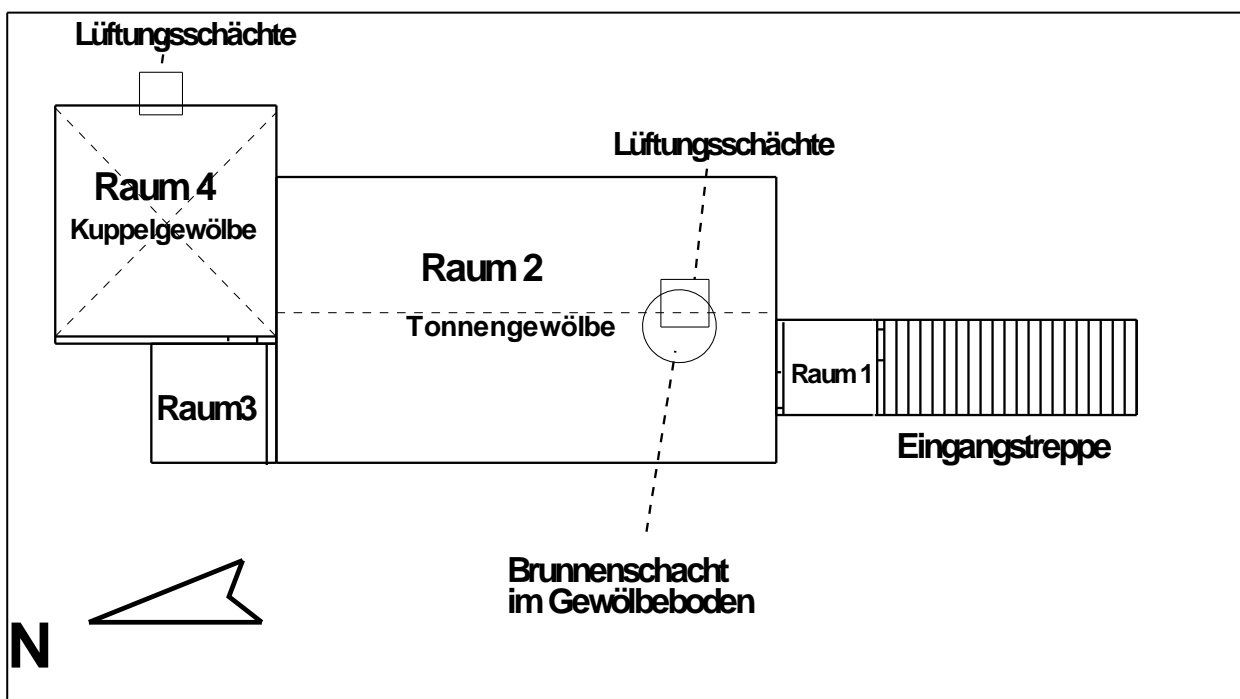 Lüftungsschächte
Lüftungsschächte
Raum 4
Kuppelgewölbe
Raum 2
Tonnengewölbe
Raum 1
Raum3
Eingangstreppe
Brunnenschacht
im Gewölbeboden
N